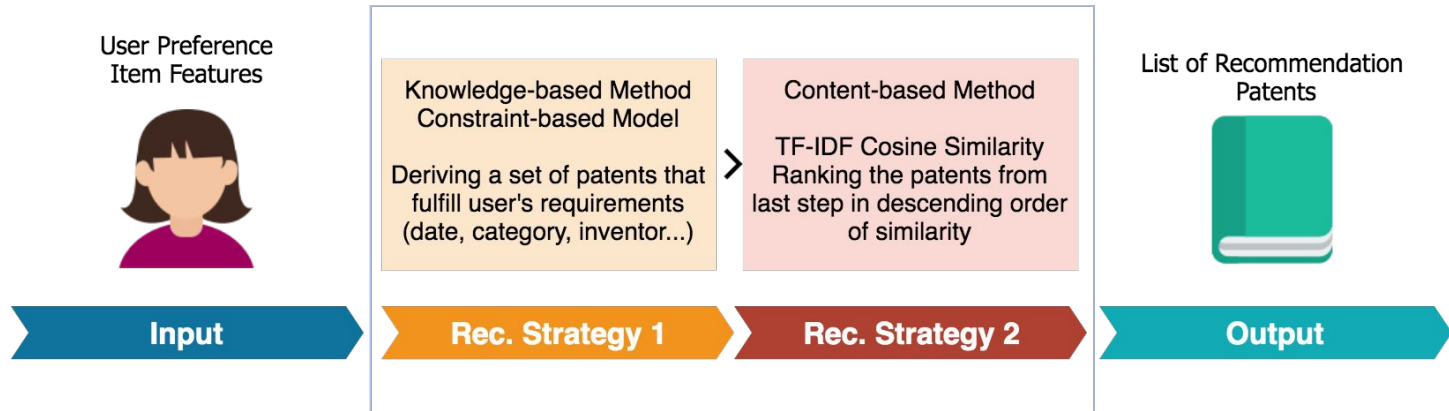 User Preference
Item Features
Knowledge-based Method
Constraint-based Model
Deriving a set of patents that
fulfill user's requirements
(date, category, inventor...)
>
Content-based Method
TF-IDF Cosine Similarity
Ranking the patents from
last step in descending order
of similarity
List of Recommendation
Patents
Input
Rec. Strategy 1
Rec. Strategy 2
Output